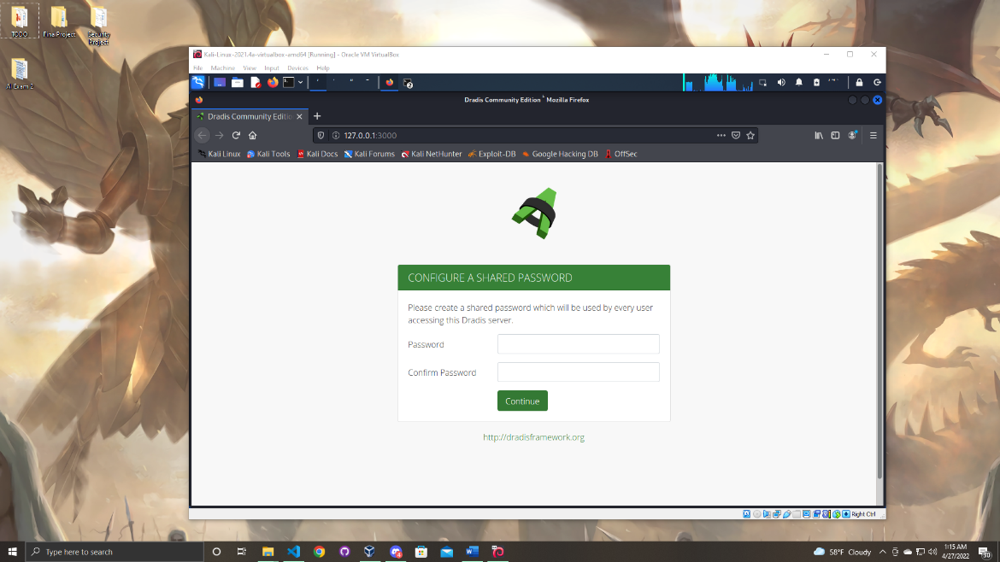 TODO
Final Project
Security
Project
AI Exam 2
Kali-Linux-2021.4a-virtualbox-amd64 [Running] - Oracle VM VirtualBox
File Machine View Input Devices Help
2
Dradis Community Edition - Mozilla Firefox
Dradis Community Editio
127.0.0.1:3000
Kali Linux Kali Tools Kali Docs Kali Forums Kali NetHunter Exploit-DB Google Hacking DB OffSec
CONFIGURE A SHARED PASSWORD
Please create a shared password which will be used by every user
accessing this Dradis server.
Password
Confirm Password
Continue
http://dradisframework.org
Right Ctrl
Type here to search
4
58°F Cloudy
1:15 AM
4/27/2022
30